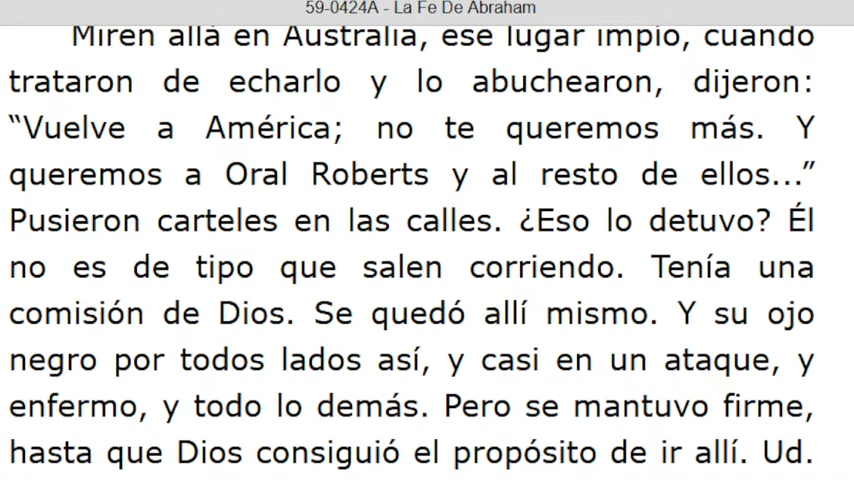 59-0424A - La Fe De Abraham
Miren allá en Australia, ese lugar impío, cuando
trataron de echarlo y lo abuchearon, dijeron:
“Vuelve a América; no te queremos más. Y
queremos a Oral Roberts y al resto de ellos...”
Pusieron carteles en las calles. ¿Eso lo detuvo? Él
no es de tipo que salen corriendo. Tenía una
comisión de Dios. Se quedó allí mismo. Y su ojo
negro por todos lados así, y casi en un ataque, y
enfermo, y todo lo demás. Pero se mantuvo firme,
hasta que Dios consiguió el propósito de ir allí. Ud.